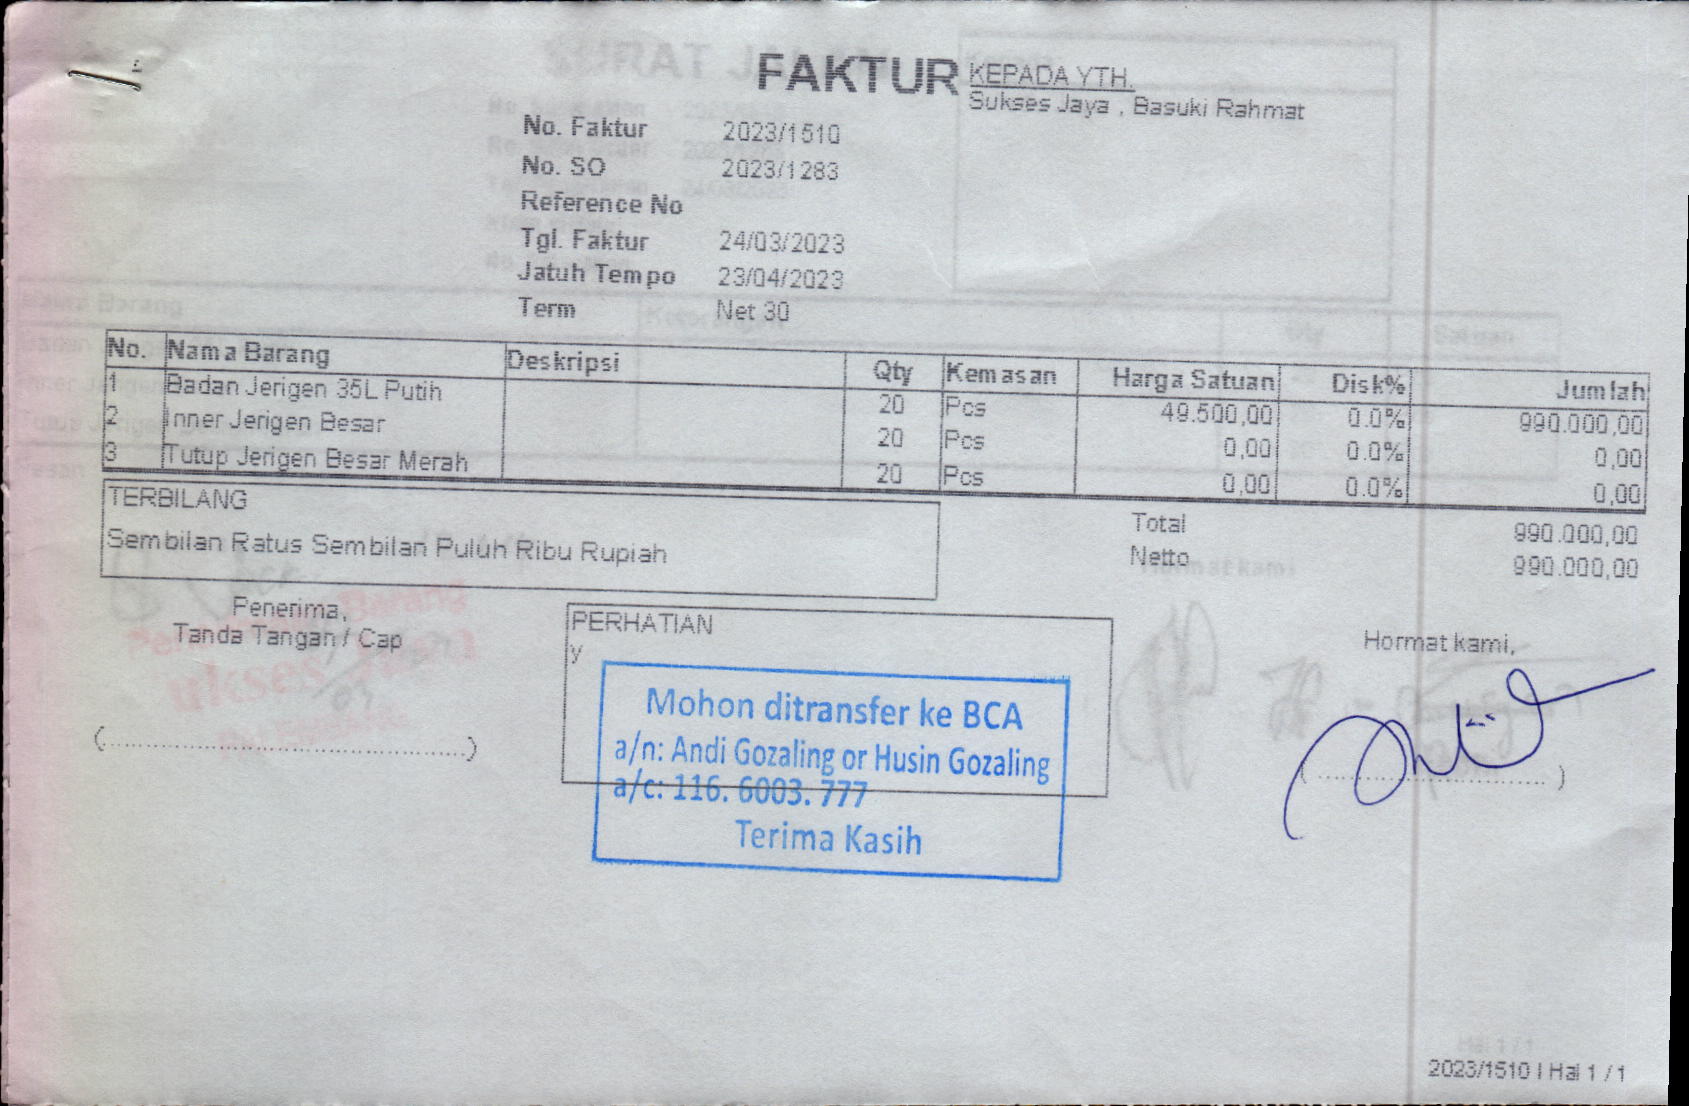 FAKTUR
KEPADA YTH.
Sukses Jaya , Basuki Rahmat
No. Faktur 2023/1510
No. SO 2023/1283
Reference No
Tgl. Faktur 24/03/2023
Jatuh Tempo 23/04/2023
Term Net 30
No. Nama Barang Deskripsi Qty Kemasan Harga Satuan Disk% Jumlah
1 Badan Jerigen 35L Putih 20 Pcs 49.500,00 0.0% 990.000,00
2 Inner Jerigen Besar 20 Pcs 0,00 0.0% 0,00
3 Tutup Jerigen Besar Merah 20 Pcs 0,00 0.0% 0,00
TERBILANG
Sembilan Ratus Sembilan Puluh Ribu Rupiah
Total 990.000,00
Netto 990.000,00
Penerima,
Tanda Tangan / Cap
(..........................................)
PERHATIAN
y
Mohon ditransfer ke BCA
a/n: Andi Gozaling or Husin Gozaling
a/c: 116. 6003. 777
Terima Kasih
Hormat kami,
(..........................................)
2023/1510 | Hal 1 / 1